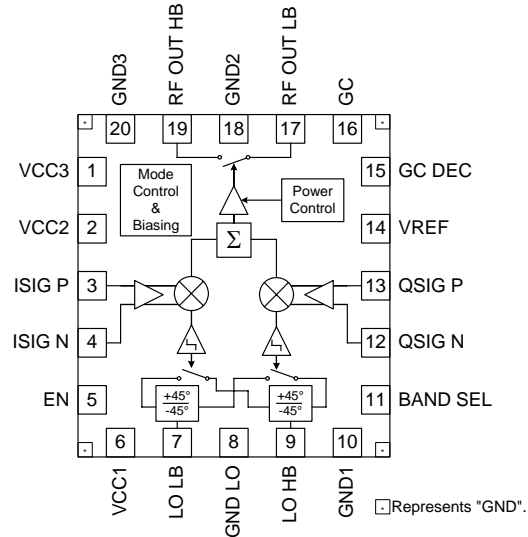 GND3
RF OUT HB
GND2
RF OUT LB
GC
20
19
18
17
16
VCC3
1
Mode
Control
&
Biasing
Power
Control
15
GC DEC
VCC2
2
Σ
14
VREF
ISIG P
3
13
QSIG P
ISIG N
4
12
QSIG N
EN
5
+45°
-45°
+45°
-45°
11
BAND SEL
6
7
8
9
10
VCC1
LO LB
GND LO
LO HB
GND1
Represents "GND".